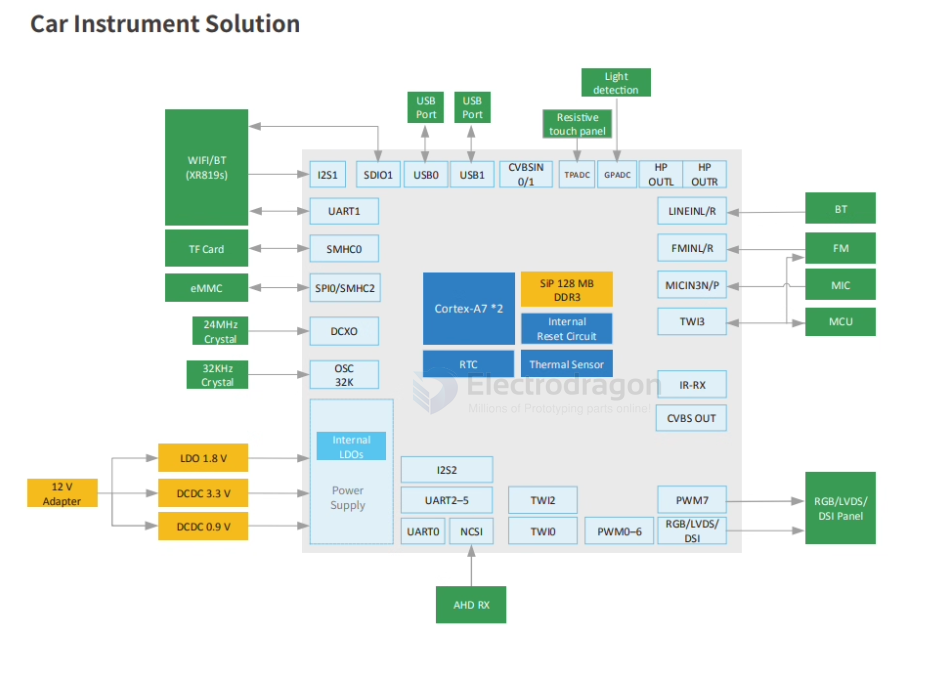 Car Instrument Solution
Light
detection
USB
Port
USB
Port
Resistive
touch panel
WIFI/BT
(XR819s)
I2S1
SDIO1
USB0
USB1
CVBSIN
0/1
TPADC
GPADC
HP
OUTL
HP
OUTR
UART1
LINEINL/R
BT
TF Card
SMHC0
FMINL/R
FM
eMMC
SPI0/SMHC2
Cortex-A7 *2
SiP 128 MB
DDR3
MICIN3N/P
MIC
24MHz
Crystal
DCXO
Internal
Reset Circuit
TWI3
MCU
32KHz
Crystal
OSC
32K
RTC
Thermal Sensor
IR-RX
Electrodragon
Millions of Prototyping parts online!
CVBS OUT
Internal
LDOs
LDO 1.8 V
I2S2
12 V
Adapter
DCDC 3.3 V
Power
Supply
UART2-5
TWI2
PWM7
RGB/LVDS/
DSI Panel
DCDC 0.9 V
UART0
NCSI
TWI0
PWM0-6
RGB/LVDS/
DSI
AHD RX